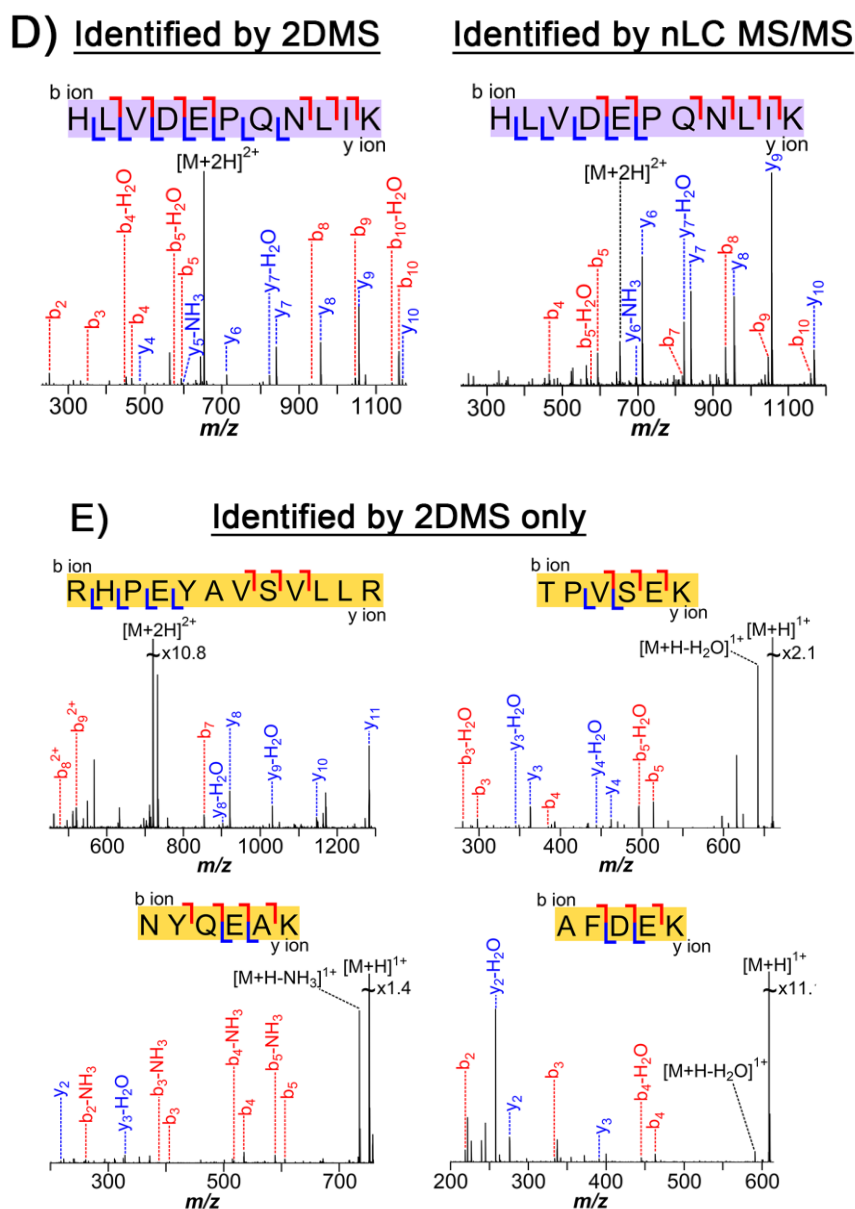 D) Identified by 2DMS
Identified by nLC MS/MS
b ion
HLVDEPQNLIK
y ion
[M+2H]2+
b2
b3
b4-H2O
b4
y4
b5-H2O
b5
y5-NH3
y6
y7-H2O
y7
b8
y8
b9
y9
b10-H2O
b10
y10
300 500 700 900 1100
m/z
b ion
HLVDEPQNLIK
y ion
[M+2H]2+
b4
b5-H2O
b5
y6-NH3
y6
b7
y7-H2O
y7
b8
y8
b9
y9
b10
y10
300 500 700 900 1100
m/z
E) Identified by 2DMS only
b ion
RHPEYAVSVLLR
y ion
[M+2H]2+
~x10.8
b8 2+
b9 2+
b7
y8-H2O
y8
y9-H2O
y10
y11
600 800 1000 1200
m/z
b ion
TPVSEK
y ion
[M+H-H2O]1+
[M+H]1+
~x2.1
b3-H2O
b3
y3-H2O
y3
b4
y4-H2O
y4
b5-H2O
b5
300 400 500 600
m/z
b ion
NYQEAK
y ion
[M+H-NH3]1+
[M+H]1+
~x1.4
y2
b2-NH3
y3-H2O
b3-NH3
b3
b4-NH3
b4
b5-NH3
b5
300 500 700
m/z
b ion
AFDEK
y ion
[M+H]1+
~x11.
[M+H-H2O]1+
b2
y2-H2O
y2
b3
y3
b4-H2O
b4
200 300 400 500 600
m/z